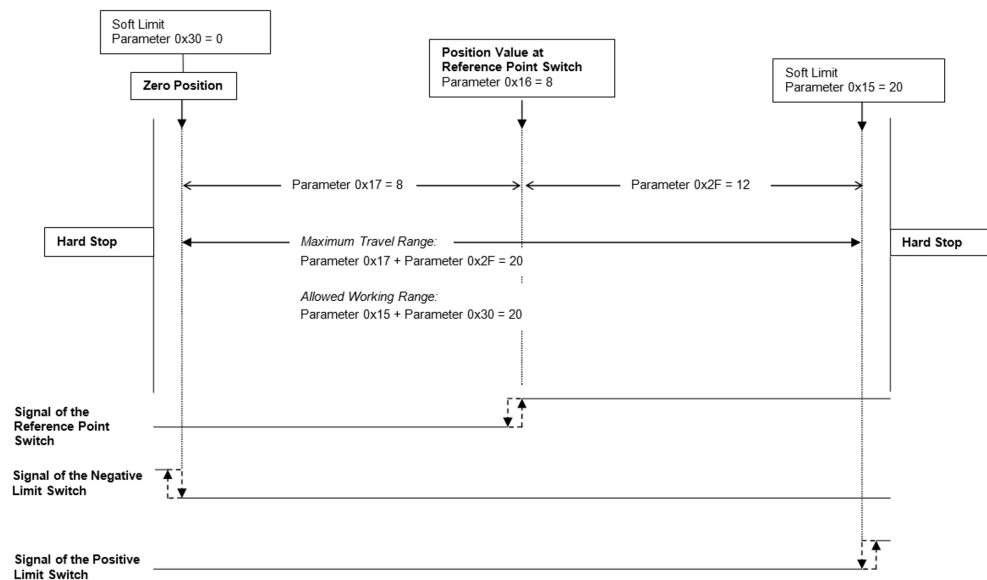 Soft Limit
Parameter 0x30 = 0
Zero Position
Position Value at
Reference Point Switch
Parameter 0x16 = 8
Soft Limit
Parameter 0x15 = 20
Parameter 0x17 = 8
Parameter 0x2F = 12
Hard Stop
Maximum Travel Range:
Parameter 0x17 + Parameter 0x2F = 20
Hard Stop
Allowed Working Range:
Parameter 0x15 + Parameter 0x30 = 20
Signal of the
Reference Point
Switch
Signal of the Negative
Limit Switch
Signal of the Positive
Limit Switch